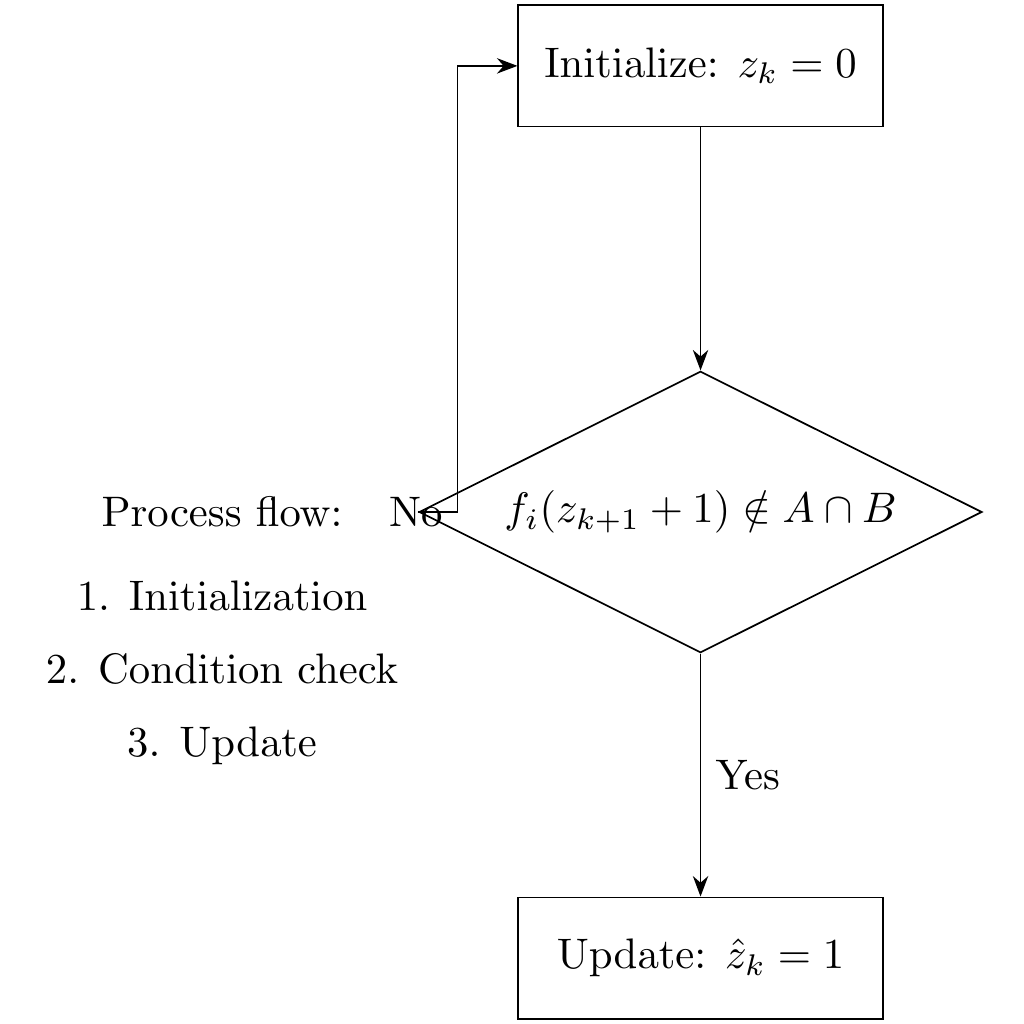 Initialize: $z_k = 0$
Process flow:
No
$f_i(z_{k+1} + 1) \notin A \cap B$
1. Initialization
2. Condition check
3. Update
Yes
Update: $\hat{z}_k = 1$